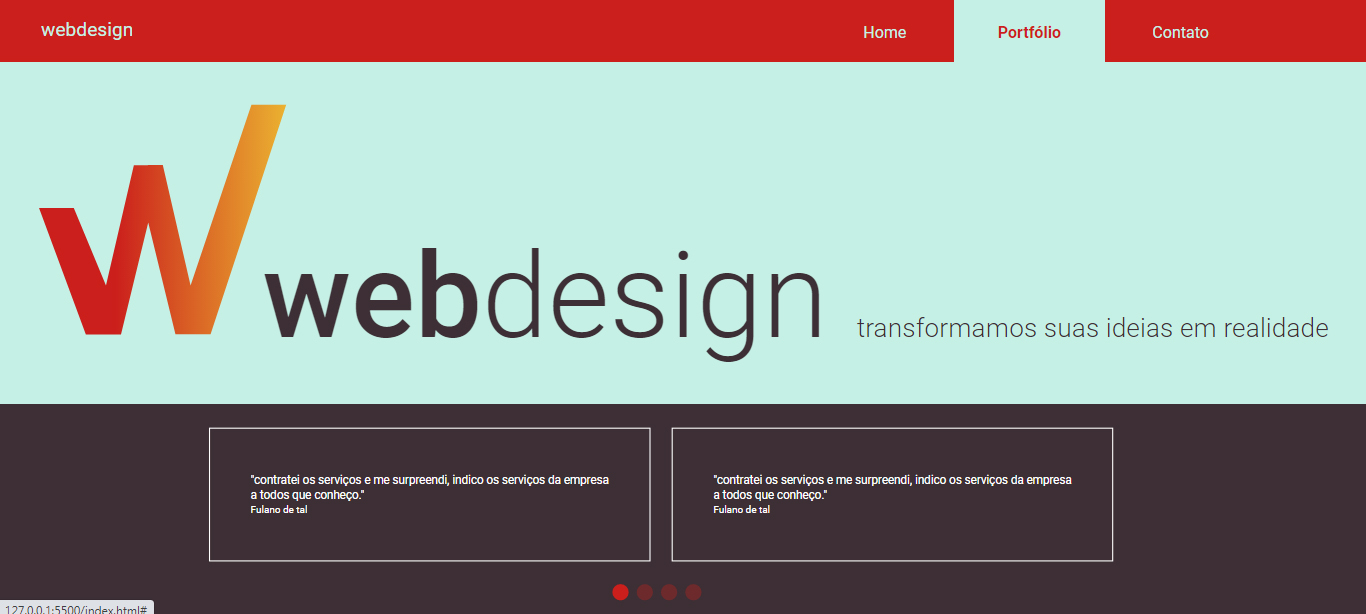 webdesign
Home Portfólio Contato
W
webdesign transformamos suas ideias em realidade
"contratei os serviços e me surpreendi, indico os serviços da empresa
a todos que conheço."
Fulano de tal
"contratei os serviços e me surpreendi, indico os serviços da empresa
a todos que conheço."
Fulano de tal
127.0.0.1:5500/index.html#